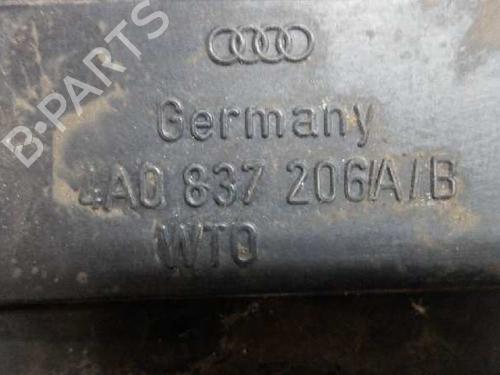 B-PARTS
Germany
4A0 837 206/A/B
WTO